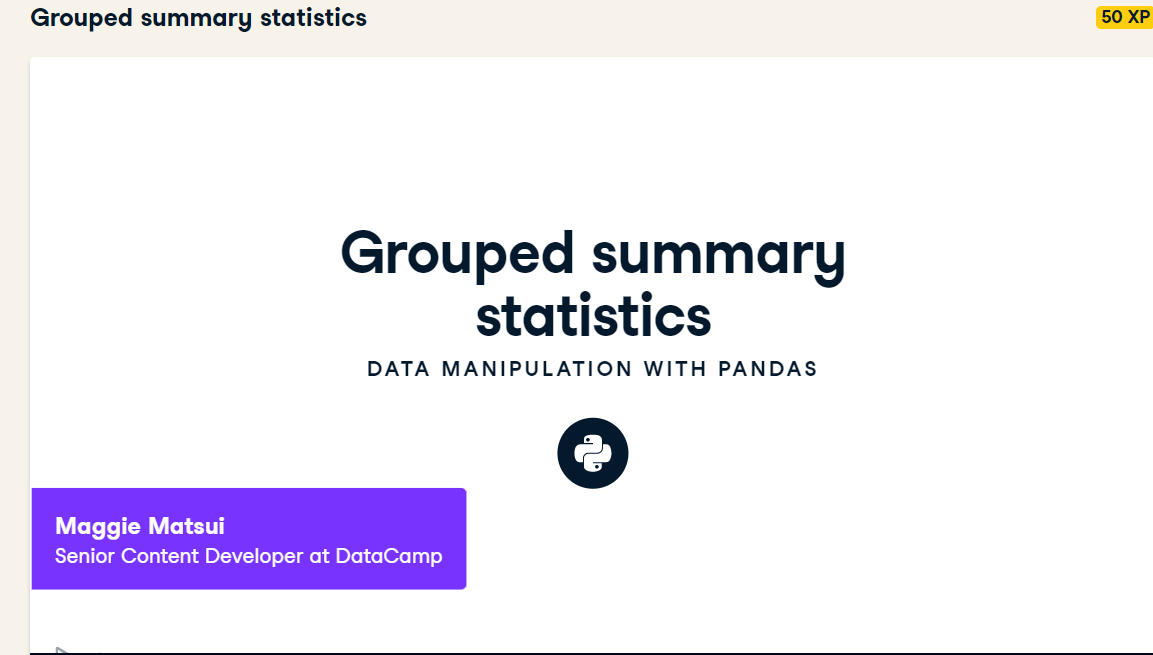 Grouped summary statistics
50 XP
Grouped summary
statistics
DATA MANIPULATION WITH PANDAS
Maggie Matsui
Senior Content Developer at DataCamp